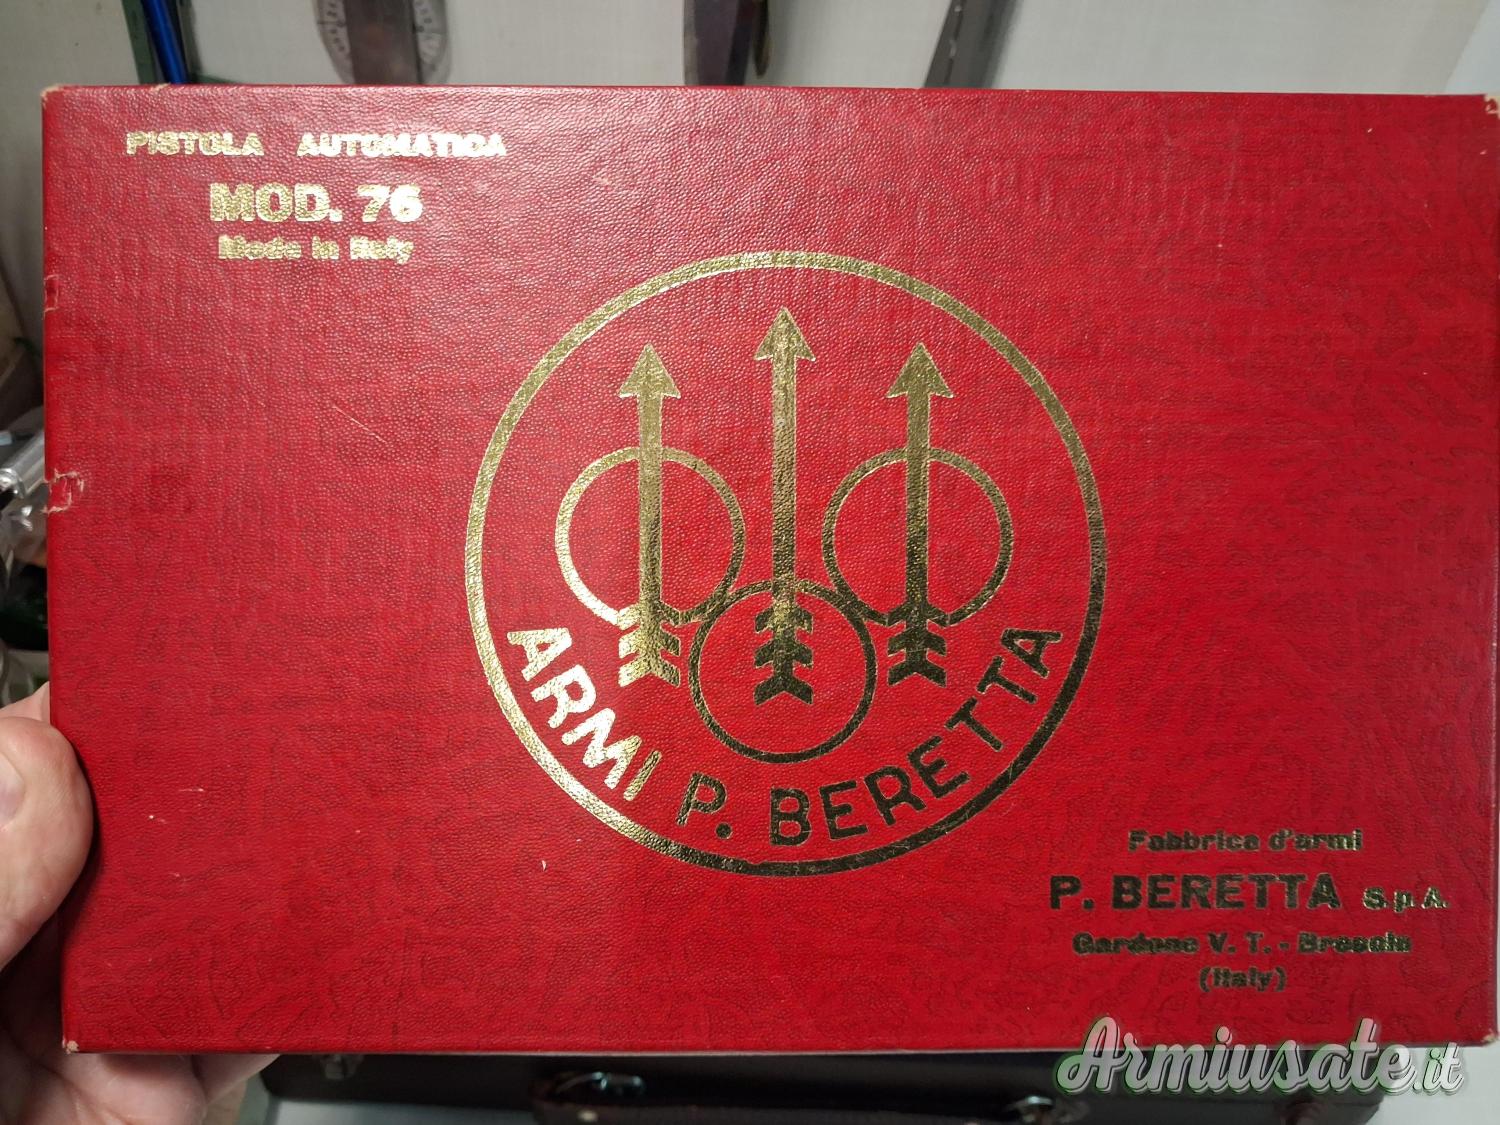 PISTOLA AUTOMATICA
MOD. 76
Made in Italy
ARMI P. BERETTA
Fabbrica d'armi
P. BERETTA S.p.A.
Gardone V. T. - Brescia
(Italy)
Armiusate.it